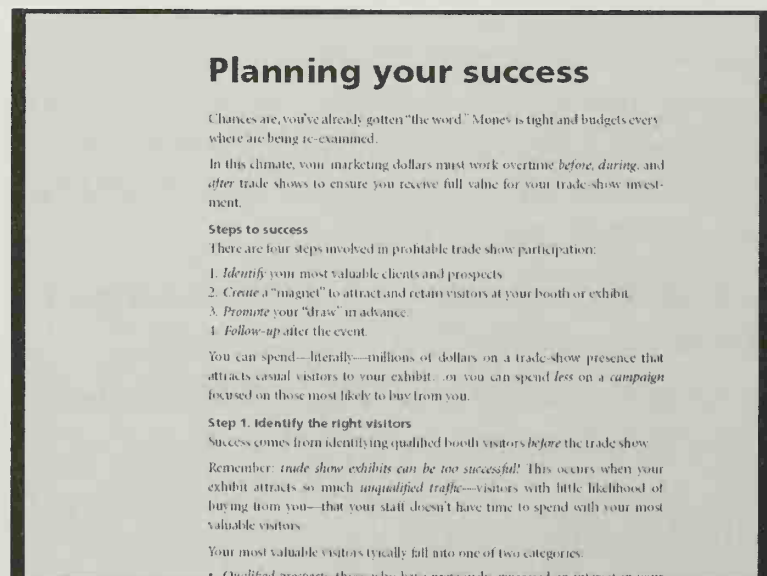 Planning your success
Chances are, you've already gotten "the word." Money is tight and budgets every
where are being re-examined.
In this climate, your marketing dollars must work overtime before, during, and
after trade shows to ensure you receive full value for your trade-show invest-
ment.
Steps to success
There are four steps involved in profitable trade show participation:
1. Identify your most valuable clients and prospects
2. Create a "magnet" to attract and retain visitors at your booth or exhibit.
3. Promote your "draw" in advance.
4 Follow-up after the event.
You can spend—literally—millions of dollars on a trade-show presence that
attracts casual visitors to your exhibit. .or you can spend less on a campaign
focused on those most likely to buy from you.
Step 1. Identify the right visitors
Success comes from identifying qualified booth visitors before the trade show
Remember: trade show exhibits can be too successful! This occurs when your
exhibit attracts so much unqualified traffic—visitors with little likelihood of
buying from you—that your staff doesn't have time to spend with your most
valuable visitors
Your most valuable visitors tyically fall into one of two categories:
• Qualified prospects